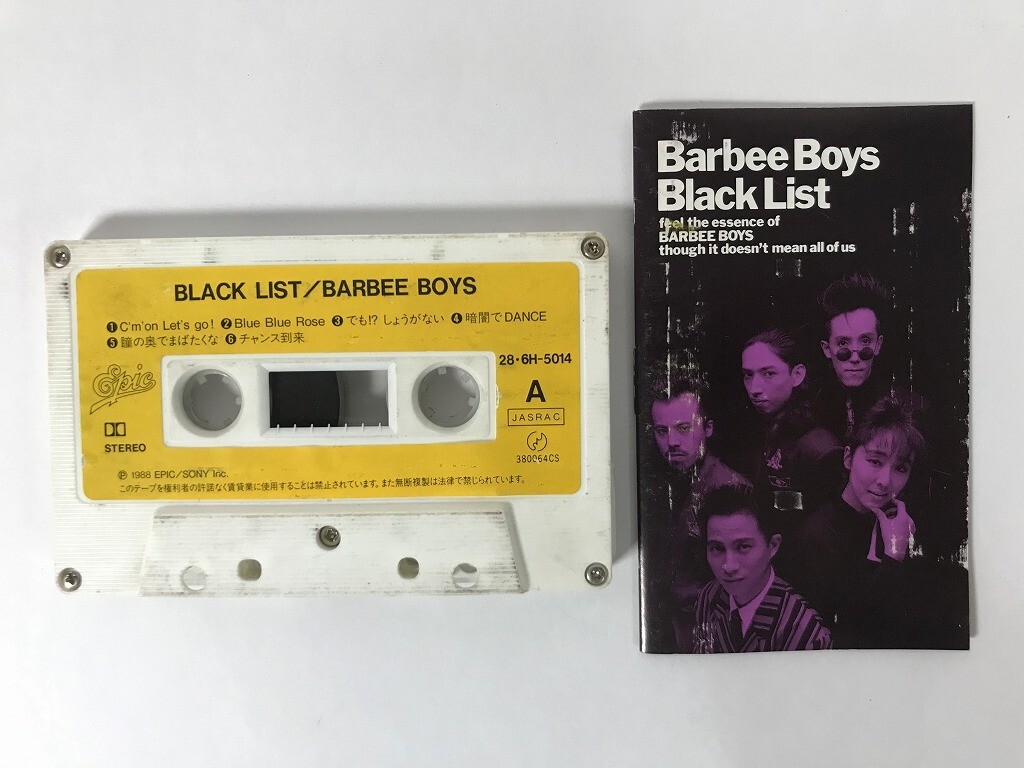 BLACK LIST/BARBEE BOYS
❶C'm'on Let's go! ❷Blue Blue Rose ❸でも!? しょうがない ❹暗闇でDANCE
❺瞳の奥でまばたくな ❻チャンス到来
Epic
28・6H-5014
A
JASRAC
STEREO
380064CS
Ⓟ 1988 EPIC/SONY Inc.
このテープを権利者の許諾なく賃貸業に使用することは禁止されています。また無断複製は法律で禁じられています。
Barbee Boys
Black List
feel the essence of
BARBEE BOYS
though it doesn't mean all of us